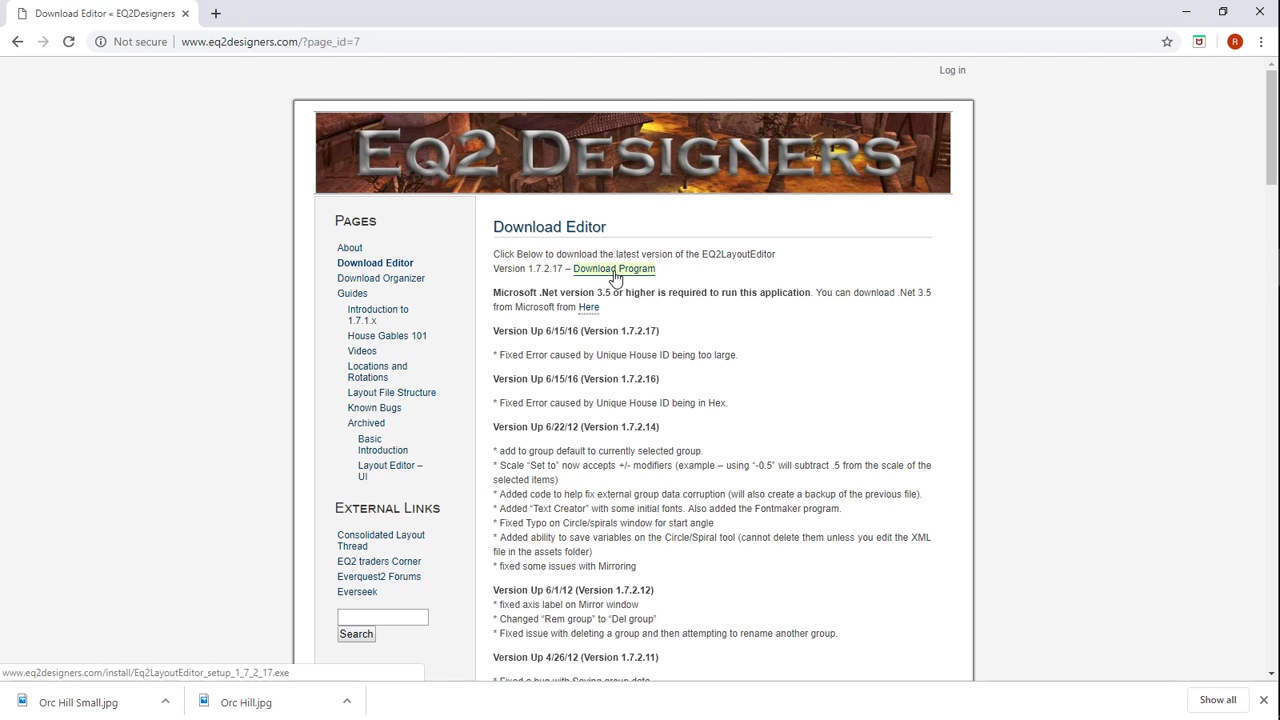 Download Editor « EQ2Designers
Not secure
www.eq2designers.com/?page_id=7
R
Log in
EQ2 DESIGNERS
PAGES
About
Download Editor
Download Organizer
Guides
Introduction to
1.7.1.x
House Gables 101
Videos
Locations and
Rotations
Layout File Structure
Known Bugs
Archived
Basic
Introduction
Layout Editor –
UI
EXTERNAL LINKS
Consolidated Layout
Thread
EQ2 traders Corner
Everquest2 Forums
Everseek
Search
Download Editor
Click Below to download the latest version of the EQ2LayoutEditor
Version 1.7.2.17 – Download Program
Microsoft .Net version 3.5 or higher is required to run this application. You can download .Net 3.5
from Microsoft from Here
Version Up 6/15/16 (Version 1.7.2.17)
* Fixed Error caused by Unique House ID being too large.
Version Up 6/15/16 (Version 1.7.2.16)
* Fixed Error caused by Unique House ID being in Hex.
Version Up 6/22/12 (Version 1.7.2.14)
* add to group default to currently selected group.
* Scale “Set to” now accepts +/- modifiers (example – using “-0.5” will subtract .5 from the scale of the
selected items)
* Added code to help fix external group data corruption (will also create a backup of the previous file).
* Added “Text Creator” with some initial fonts. Also added the Fontmaker program.
* Fixed Typo on Circle/spirals window for start angle
* Added ability to save variables on the Circle/Spiral tool (cannot delete them unless you edit the XML
file in the assets folder)
* fixed some issues with Mirroring
Version Up 6/1/12 (Version 1.7.2.12)
* fixed axis label on Mirror window
* Changed “Rem group” to “Del group”
* Fixed issue with deleting a group and then attempting to rename another group.
Version Up 4/26/12 (Version 1.7.2.11)
* Fixed a bug with Saving group data
www.eq2designers.com/install/Eq2LayoutEditor_setup_1_7_2_17.exe
Orc Hill Small.jpg
Orc Hill.jpg
Show all